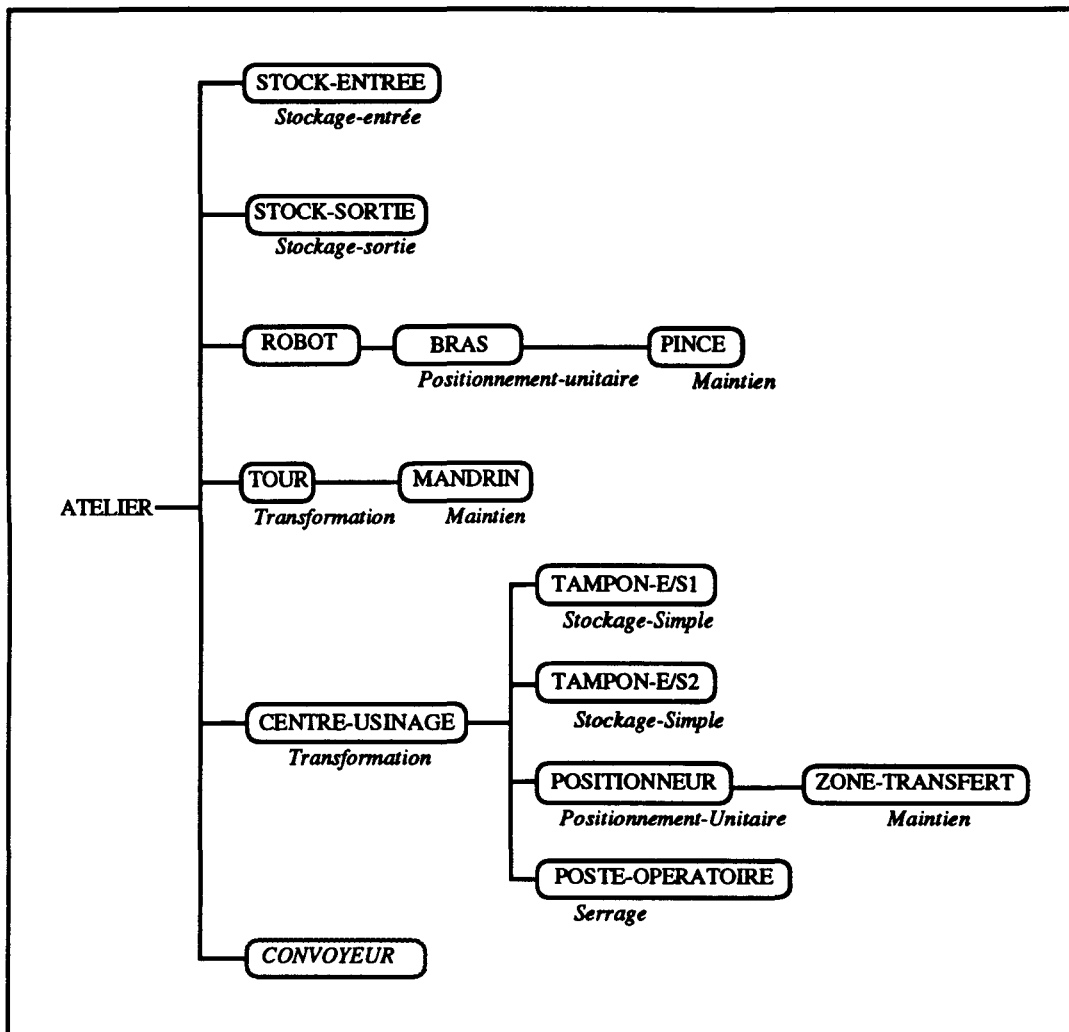 STOCK-ENTREE
Stockage-entrée
STOCK-SORTIE
Stockage-sortie
ROBOT BRAS PINCE
Positionnement-unitaire Maintien
TOUR MANDRIN
Transformation Maintien
ATELIER
TAMPON-E/S1
Stockage-Simple
TAMPON-E/S2
Stockage-Simple
CENTRE-USINAGE
Transformation
POSITIONNEUR ZONE-TRANSFERT
Positionnement-Unitaire Maintien
POSTE-OPERATOIRE
Serrage
CONVOYEUR